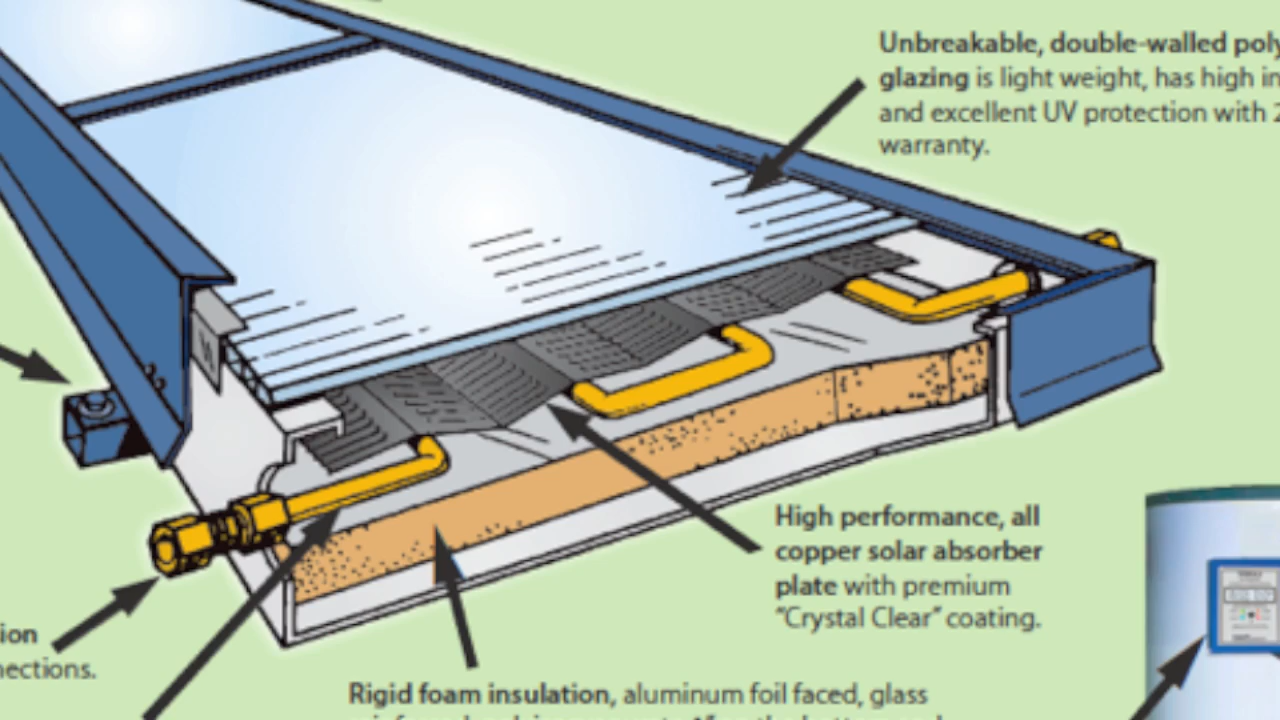 Unbreakable, double-walled poly
glazing is light weight, has high in
and excellent UV protection with 2
warranty.
High performance, all
copper solar absorber
plate with premium
"Crystal Clear" coating.
ion
nections.
Rigid foam insulation, aluminum foil faced, glass